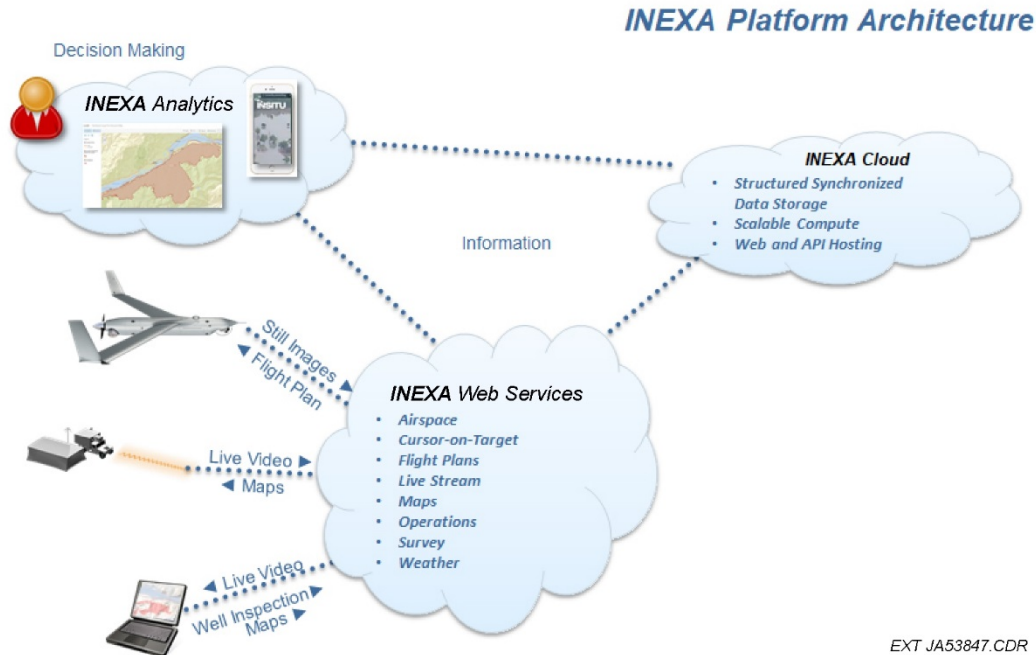 INEXA Platform Architecture
Decision Making
INEXA Analytics
INSITU
INEXA Cloud
• Structured Synchronized
Data Storage
• Scalable Compute
• Web and API Hosting
Information
Still Images ►
◄ Flight Plan
INEXA Web Services
• Airspace
• Cursor-on-Target
• Flight Plans
• Live Stream
• Maps
• Operations
• Survey
• Weather
Live Video ►
◄ Maps
◄ Live Video
Well Inspection ►
Maps ►
EXT JA53847.CDR